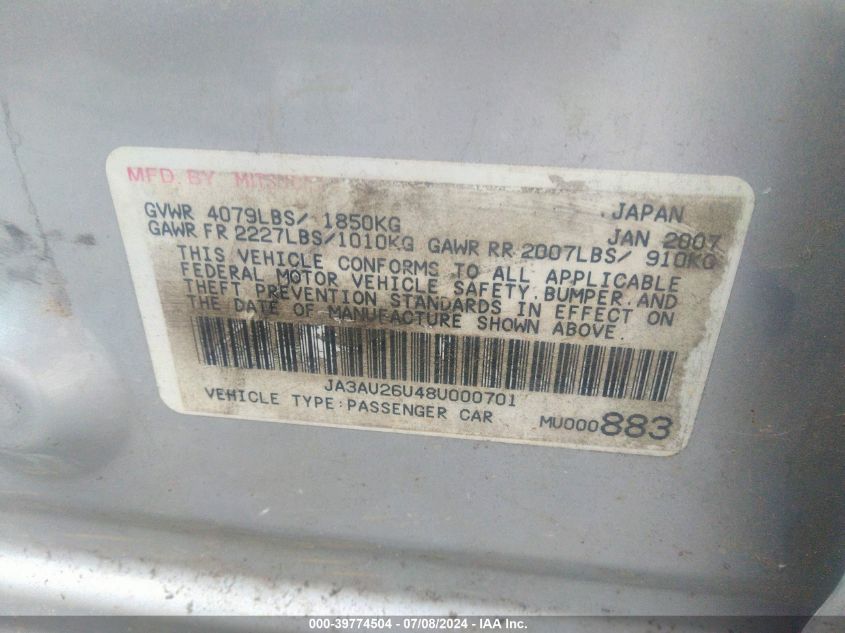 MFD. BY
JAPAN
GVWR 4079LBS/ 1850KG JAN 2007
GAWR FR 2227LBS/1010KG GAWR RR 2007LBS/ 910KG
THIS VEHICLE CONFORMS TO ALL APPLICABLE
FEDERAL MOTOR VEHICLE SAFETY, BUMPER, AND
THEFT PREVENTION STANDARDS IN EFFECT ON
THE DATE OF MANUFACTURE SHOWN ABOVE.
JA3AU26U48U000701
VEHICLE TYPE:PASSENGER CAR MU000883
000-39774504 - 07/08/2024 - IAA Inc.